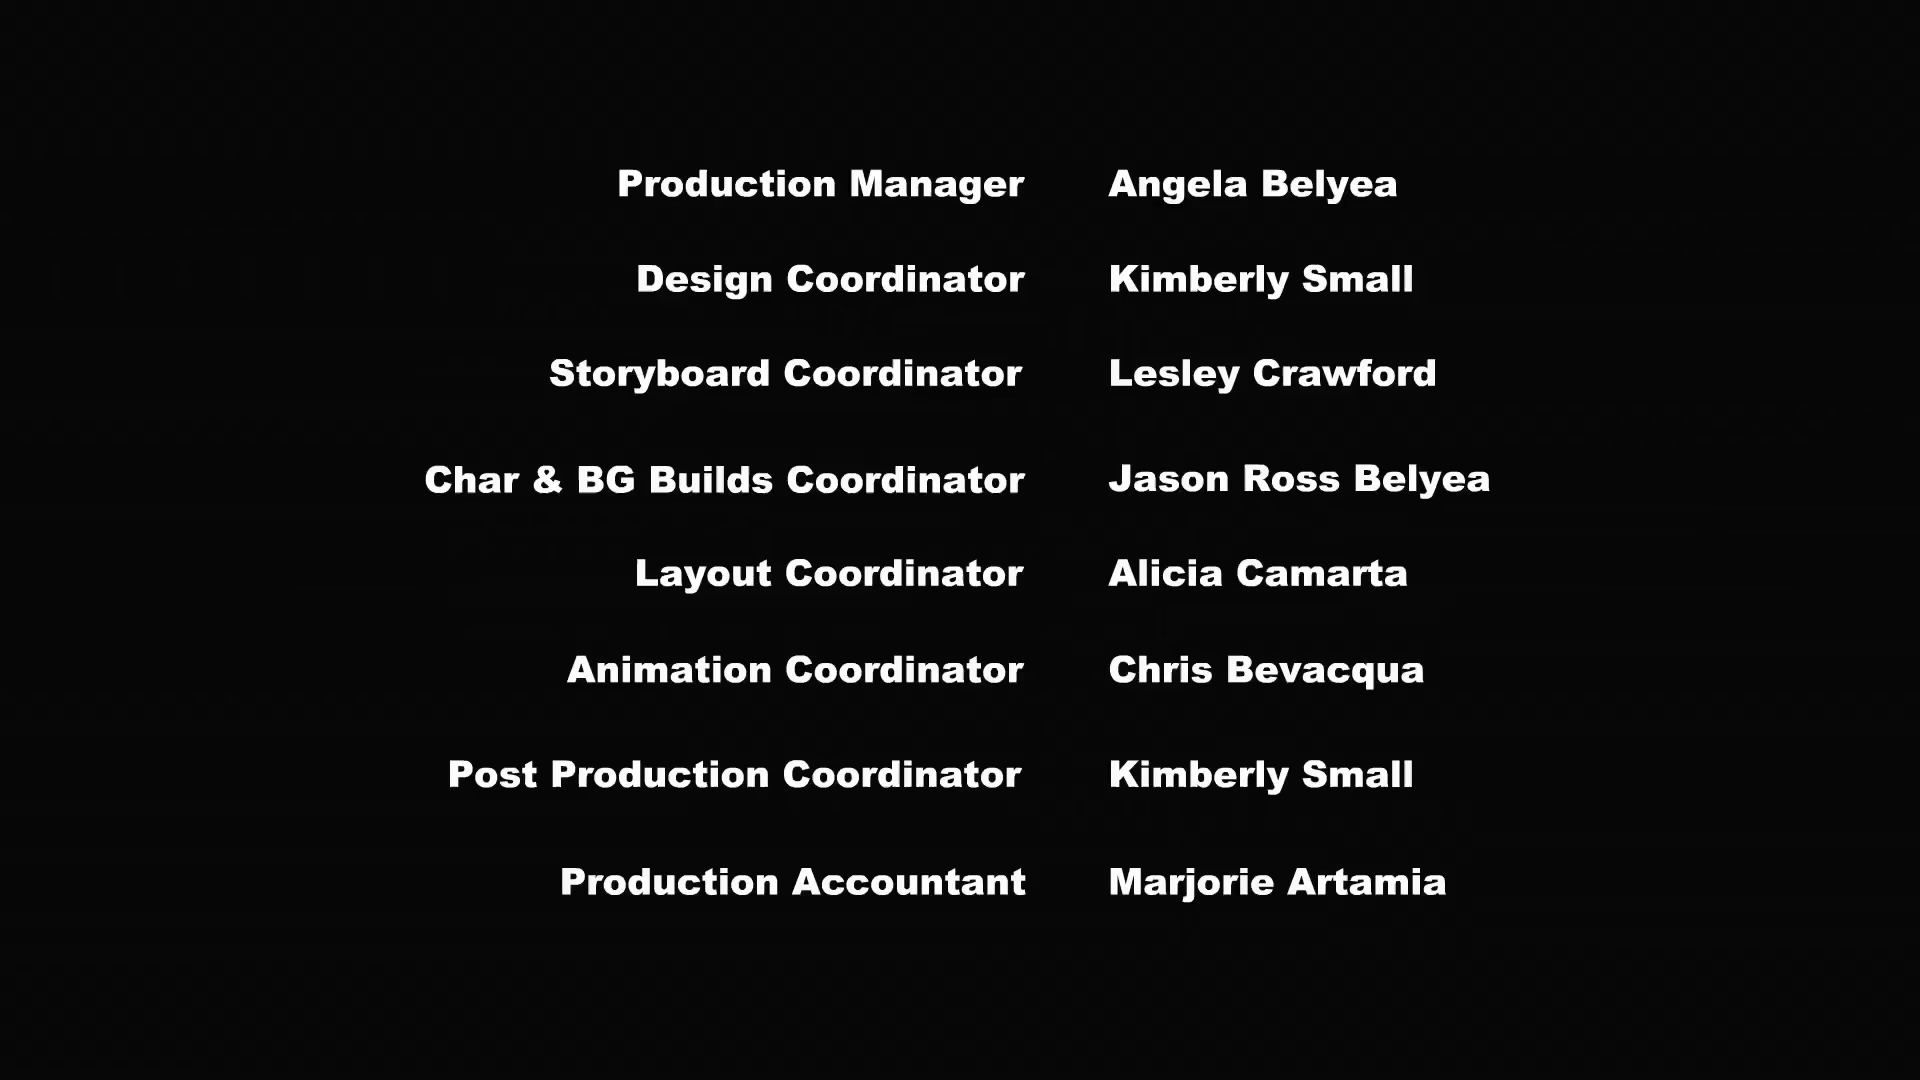 Production Manager Angela Belyea
Design Coordinator Kimberly Small
Storyboard Coordinator Lesley Crawford
Char & BG Builds Coordinator Jason Ross Belyea
Layout Coordinator Alicia Camarta
Animation Coordinator Chris Bevacqua
Post Production Coordinator Kimberly Small
Production Accountant Marjorie Artamia